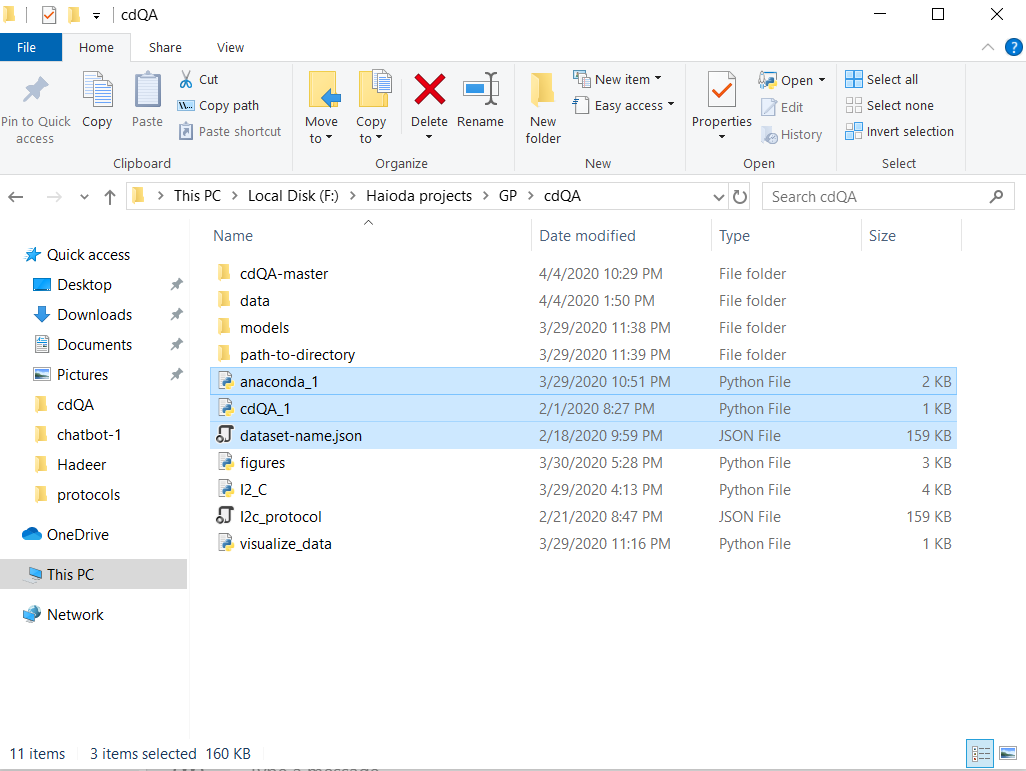 cdQA
File Home Share View
Pin to Quick access
Copy
Paste
Cut
Copy path
Paste shortcut
Clipboard
Move to
Copy to
Delete
Rename
Organize
New folder
New item
Easy access
New
Properties
Open
Edit
History
Open
Select all
Select none
Invert selection
Select
This PC > Local Disk (F:) > Haioda projects > GP > cdQA
Search cdQA
Quick access
Desktop
Downloads
Documents
Pictures
cdQA
chatbot-1
Hadeer
protocols
OneDrive
This PC
Network
Name Date modified Type Size
cdQA-master 4/4/2020 10:29 PM File folder
data 4/4/2020 1:50 PM File folder
models 3/29/2020 11:38 PM File folder
path-to-directory 3/29/2020 11:39 PM File folder
anaconda_1 3/29/2020 10:51 PM Python File 2 KB
cdQA_1 2/1/2020 8:27 PM Python File 1 KB
dataset-name.json 2/18/2020 9:59 PM JSON File 159 KB
figures 3/30/2020 5:28 PM Python File 3 KB
I2_C 3/29/2020 4:13 PM Python File 4 KB
I2c_protocol 2/21/2020 8:47 PM JSON File 159 KB
visualize_data 3/29/2020 11:16 PM Python File 1 KB
11 items 3 items selected 160 KB